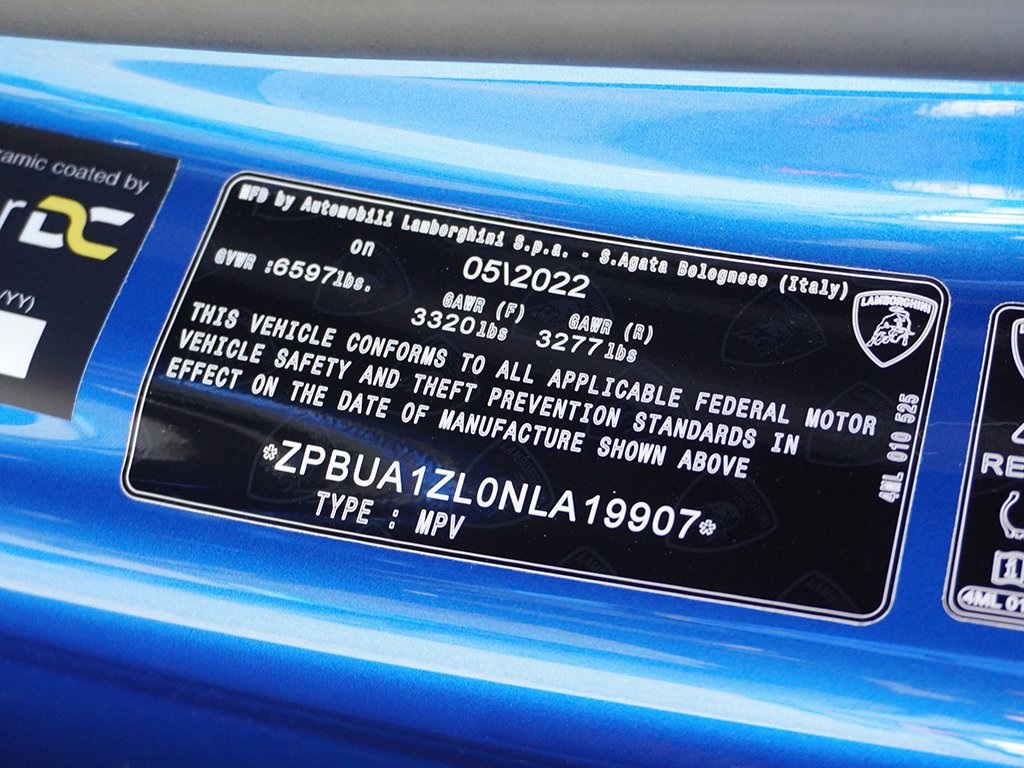 ramic coated by
r DC
/YY)
MFD by Automobili Lamborghini S.p.a. - S.Agata Bolognese (Italy)
on 05\2022
GVWR :6597lbs.
GAWR (F) GAWR (R)
3320lbs 3277lbs
THIS VEHICLE CONFORMS TO ALL APPLICABLE FEDERAL MOTOR
VEHICLE SAFETY AND THEFT PREVENTION STANDARDS IN
EFFECT ON THE DATE OF MANUFACTURE SHOWN ABOVE
*ZPBUA1ZL0NLA19907*
TYPE : MPV
LAMBORGHINI
4ML 010 525
RE
4ML 01